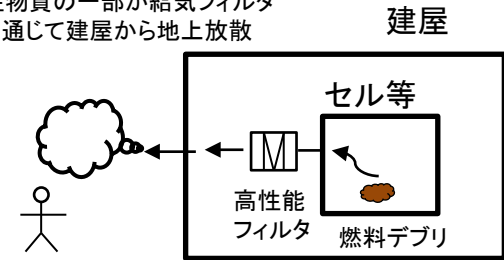 性物質の一部が給気フィルタ
通じて建屋から地上放散
建屋
セル等
高性能
フィルタ
燃料デブリ